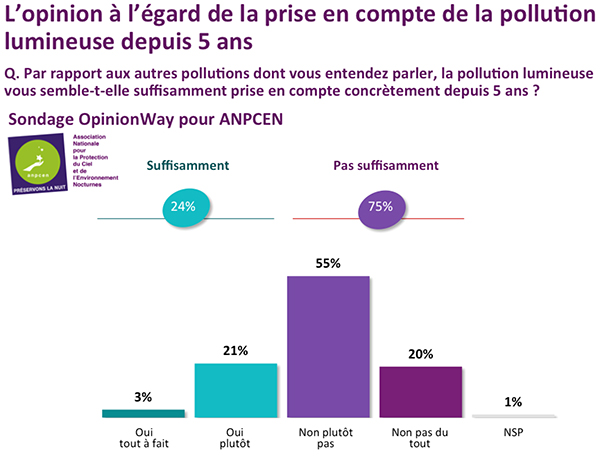 L’opinion à l’égard de la prise en compte de la pollution
lumineuse depuis 5 ans
Q. Par rapport aux autres pollutions dont vous entendez parler, la pollution lumineuse
vous semble-t-elle suffisamment prise en compte concrètement depuis 5 ans ?
Sondage OpinionWay pour ANPCEN
anpcen
PRÉSERVONS LA NUIT
Association
Nationale
pour
la Protection
du Ciel
et de
l’Environnement
Nocturnes
Suffisamment
Pas suffisamment
24%
75%
3%
21%
55%
20%
1%
Oui
tout à fait
Oui
plutôt
Non plutôt
pas
Non pas du
tout
NSP